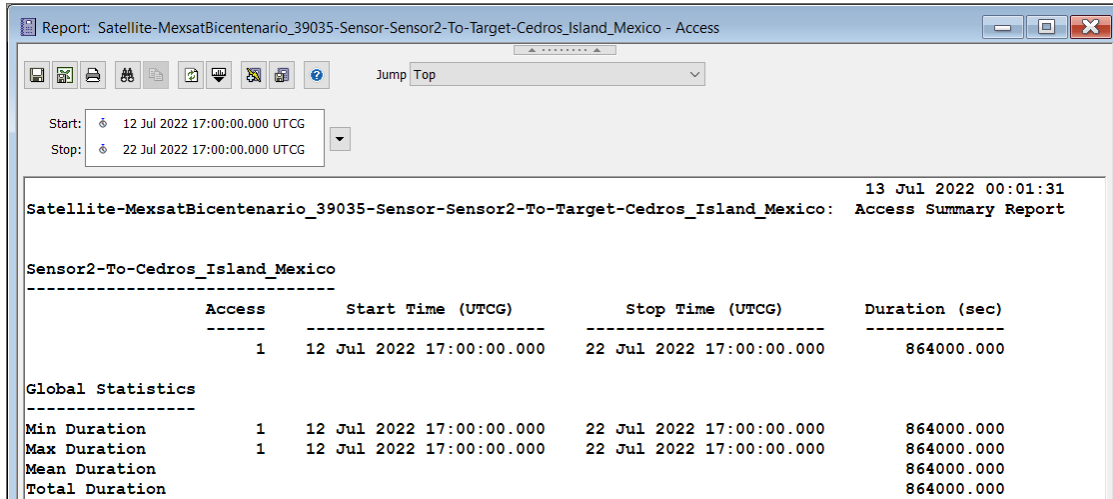 Report: Satellite-MexsatBicentenario_39035-Sensor-Sensor2-To-Target-Cedros_Island_Mexico - Access
Jump Top
Start: 12 Jul 2022 17:00:00.000 UTCG
Stop: 22 Jul 2022 17:00:00.000 UTCG
13 Jul 2022 00:01:31
Satellite-MexsatBicentenario_39035-Sensor-Sensor2-To-Target-Cedros_Island_Mexico: Access Summary Report
Sensor2-To-Cedros_Island_Mexico
-------------------------------
Access Start Time (UTCG) Stop Time (UTCG) Duration (sec)
------ ------------------------ ------------------------ --------------
1 12 Jul 2022 17:00:00.000 22 Jul 2022 17:00:00.000 864000.000
Global Statistics
-----------------
Min Duration 1 12 Jul 2022 17:00:00.000 22 Jul 2022 17:00:00.000 864000.000
Max Duration 1 12 Jul 2022 17:00:00.000 22 Jul 2022 17:00:00.000 864000.000
Mean Duration 864000.000
Total Duration 864000.000